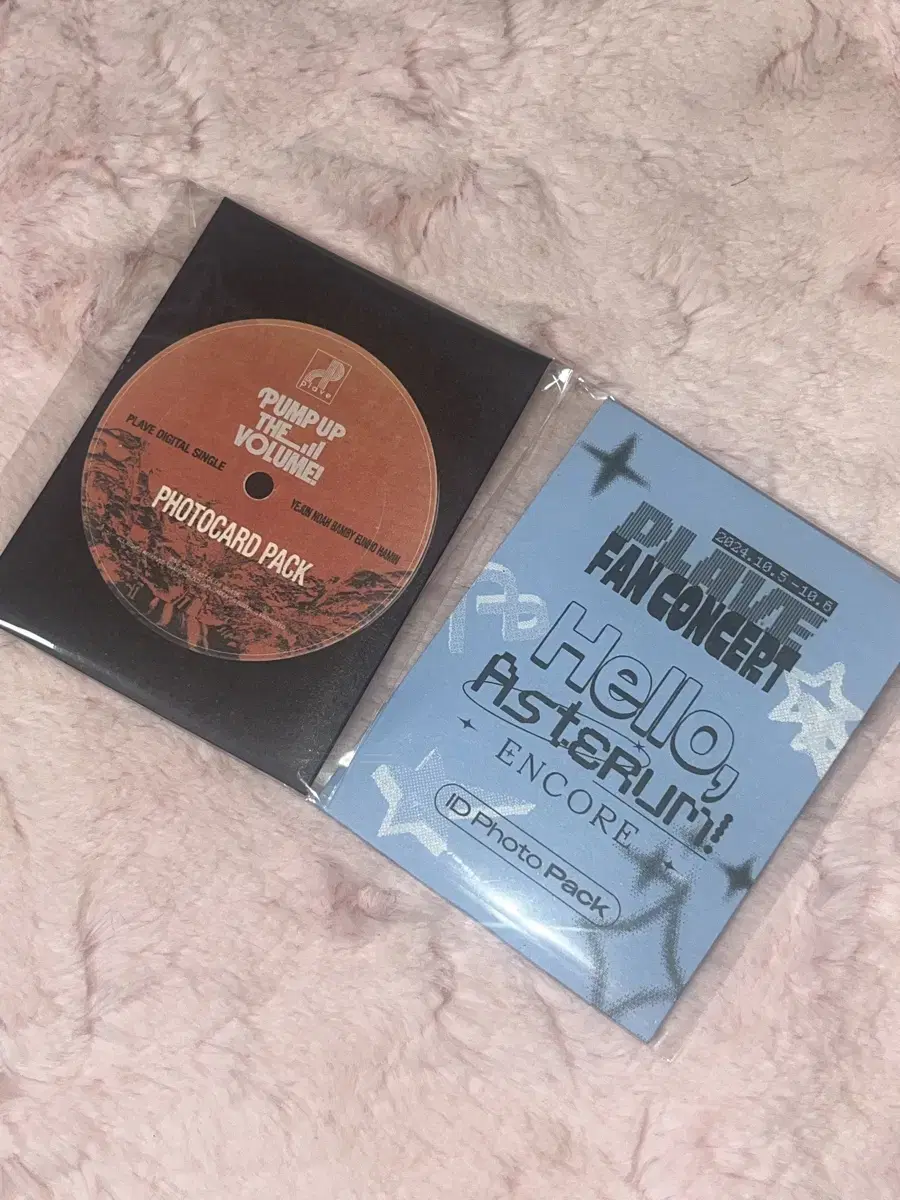 Plave
PUMP UP
THE
VOLUME!
PLAVE DIGITAL SINGLE
YEJUN NOAH BAMBY EUNHO HAMIN
PHOTOCARD PACK
2024.10.5-10.6
PLAVE
FAN CONCERT
Hello,
Asterum!
ENCORE
ID Photo Pack